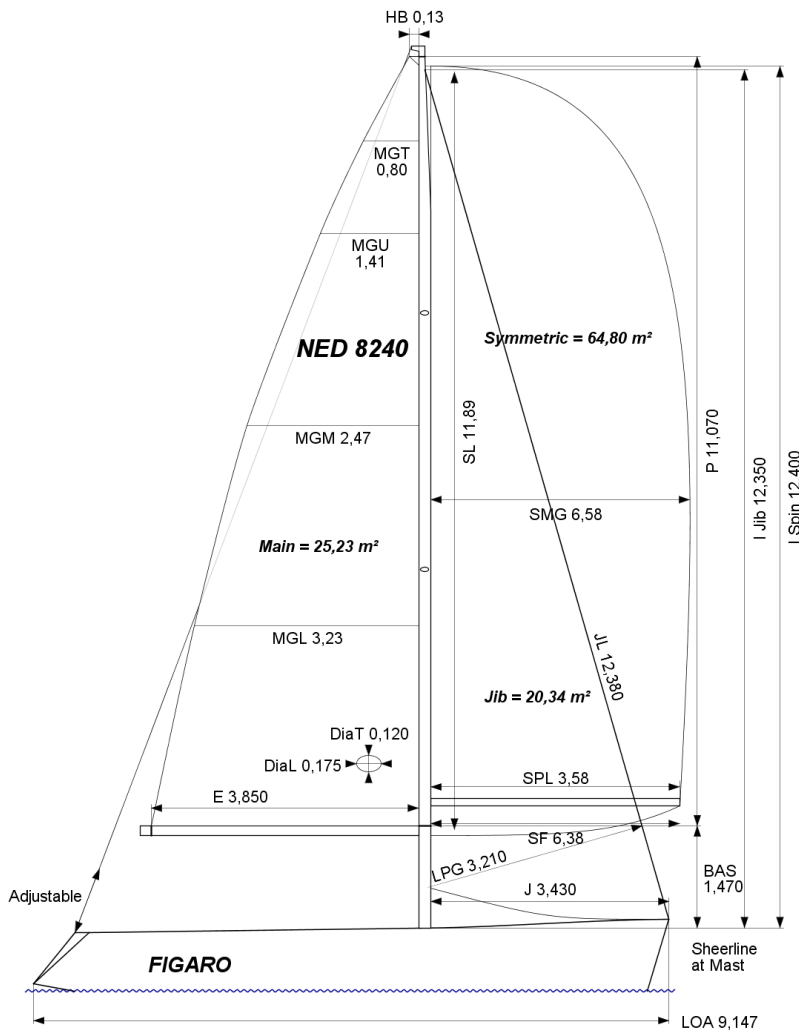 HB 0,13
MGT
0,80
MGU
1,41
NED 8240
Symmetric = 64,80 m²
SL 11,89
P 11,070
I Jib 12,350
I Spin 12,400
MGM 2,47
SMG 6,58
Main = 25,23 m²
MGL 3,23
JL 12,380
Jib = 20,34 m²
DiaT 0,120
DiaL 0,175
SPL 3,58
E 3,850
SF 6,38
LPG 3,210
BAS
1,470
J 3,430
Adjustable
Sheerline
at Mast
FIGARO
LOA 9,147